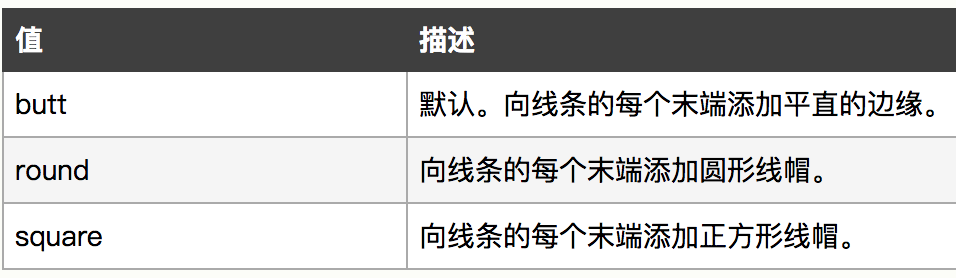 值 描述
butt 默认。向线条的每个末端添加平直的边缘。
round 向线条的每个末端添加圆形线帽。
square 向线条的每个末端添加正方形线帽。